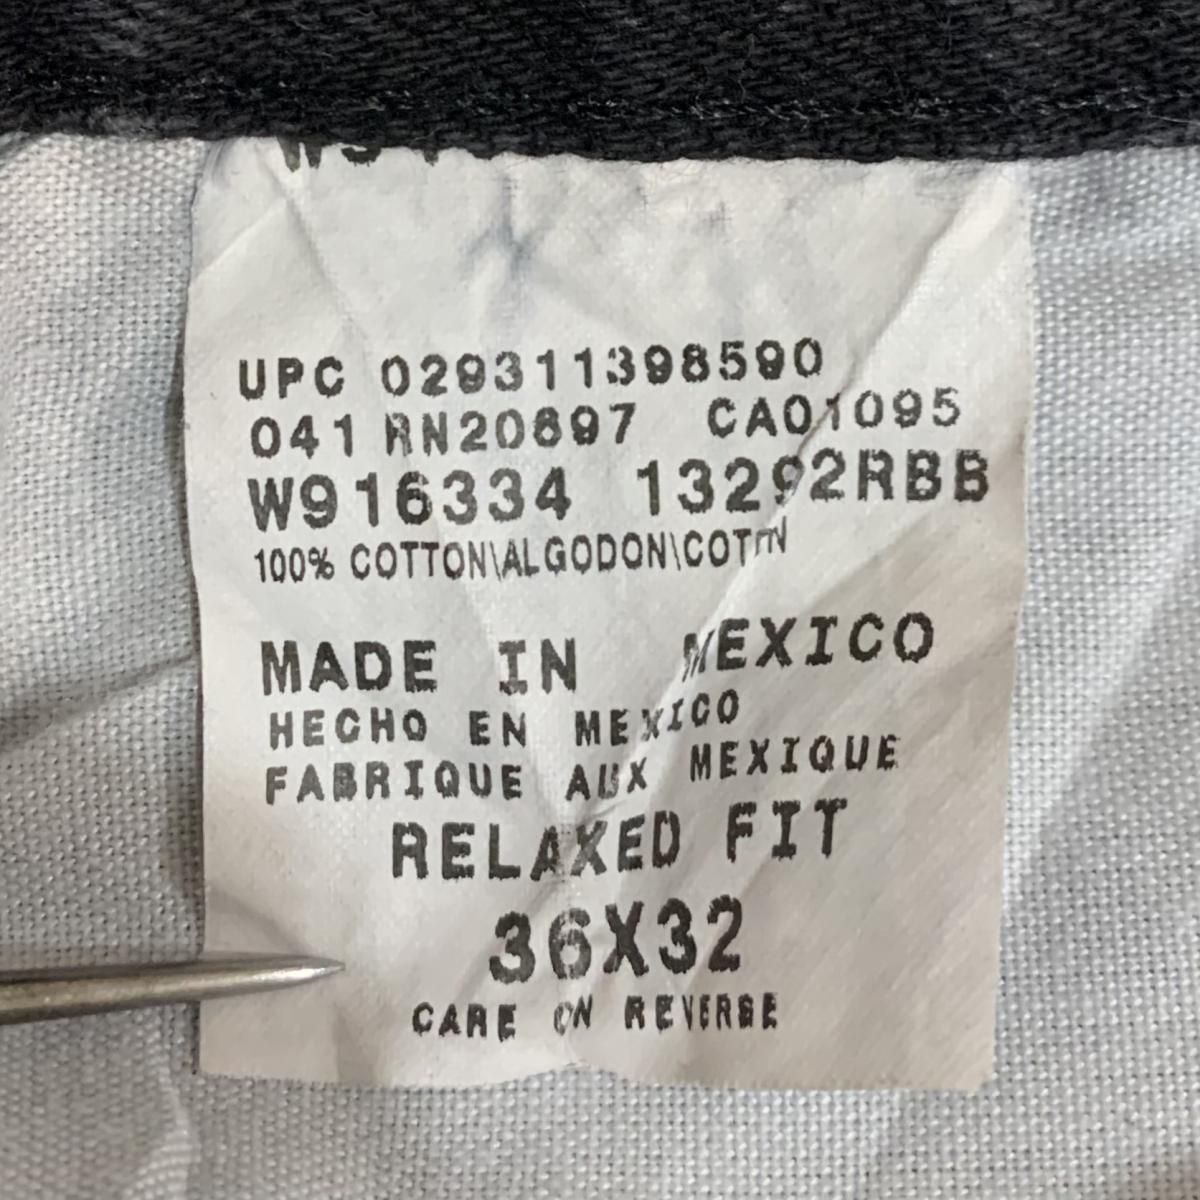 UPC 029311398590
041 RN20697 CA01095
W916334 13292RBB
100% COTTON\ALGODON\COTTN
MADE IN MEXICO
HECHO EN MEXICO
FABRIQUE AUX MEXIQUE
RELAXED FIT
36X32
CARE ON REVERSE